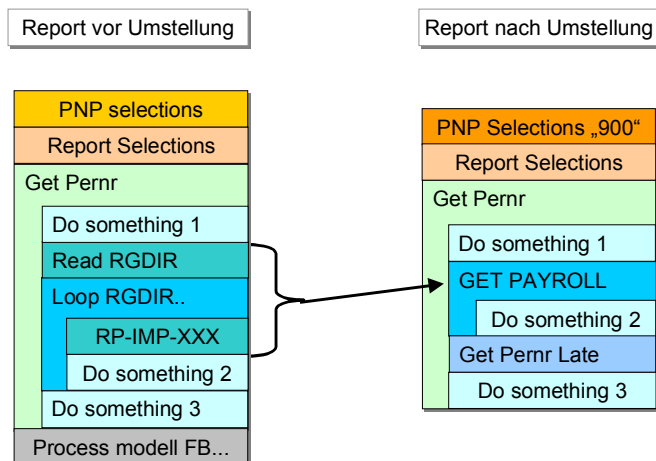 Report vor Umstellung
Report nach Umstellung
PNP selections
Report Selections
Get Pernr
Do something 1
Read RGDIR
Loop RGDIR..
RP-IMP-XXX
Do something 2
Do something 3
Process modell FB...
PNP Selections „900“
Report Selections
Get Pernr
Do something 1
GET PAYROLL
Do something 2
Get Pernr Late
Do something 3